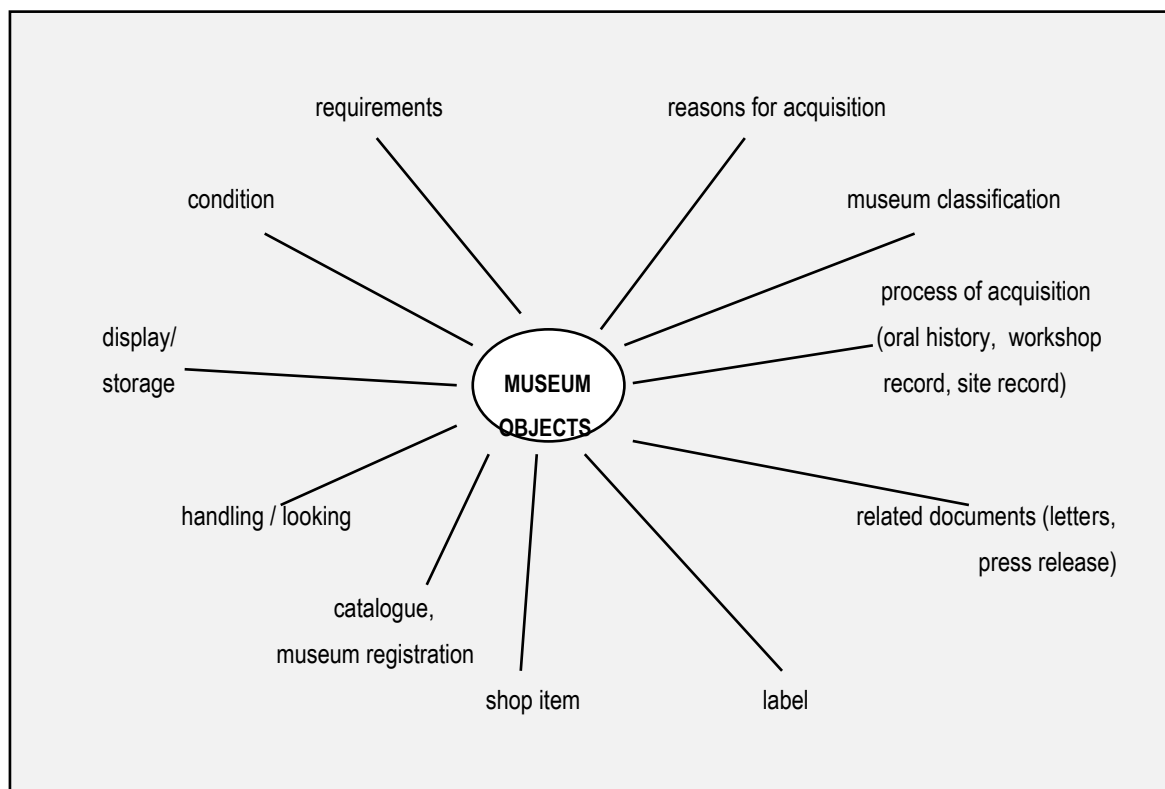 requirements
reasons for acquisition
condition
museum classification
process of acquisition
(oral history, workshop
record, site record)
display/
storage
MUSEUM
OBJECTS
handling / looking
related documents (letters,
press release)
catalogue,
museum registration
shop item
label